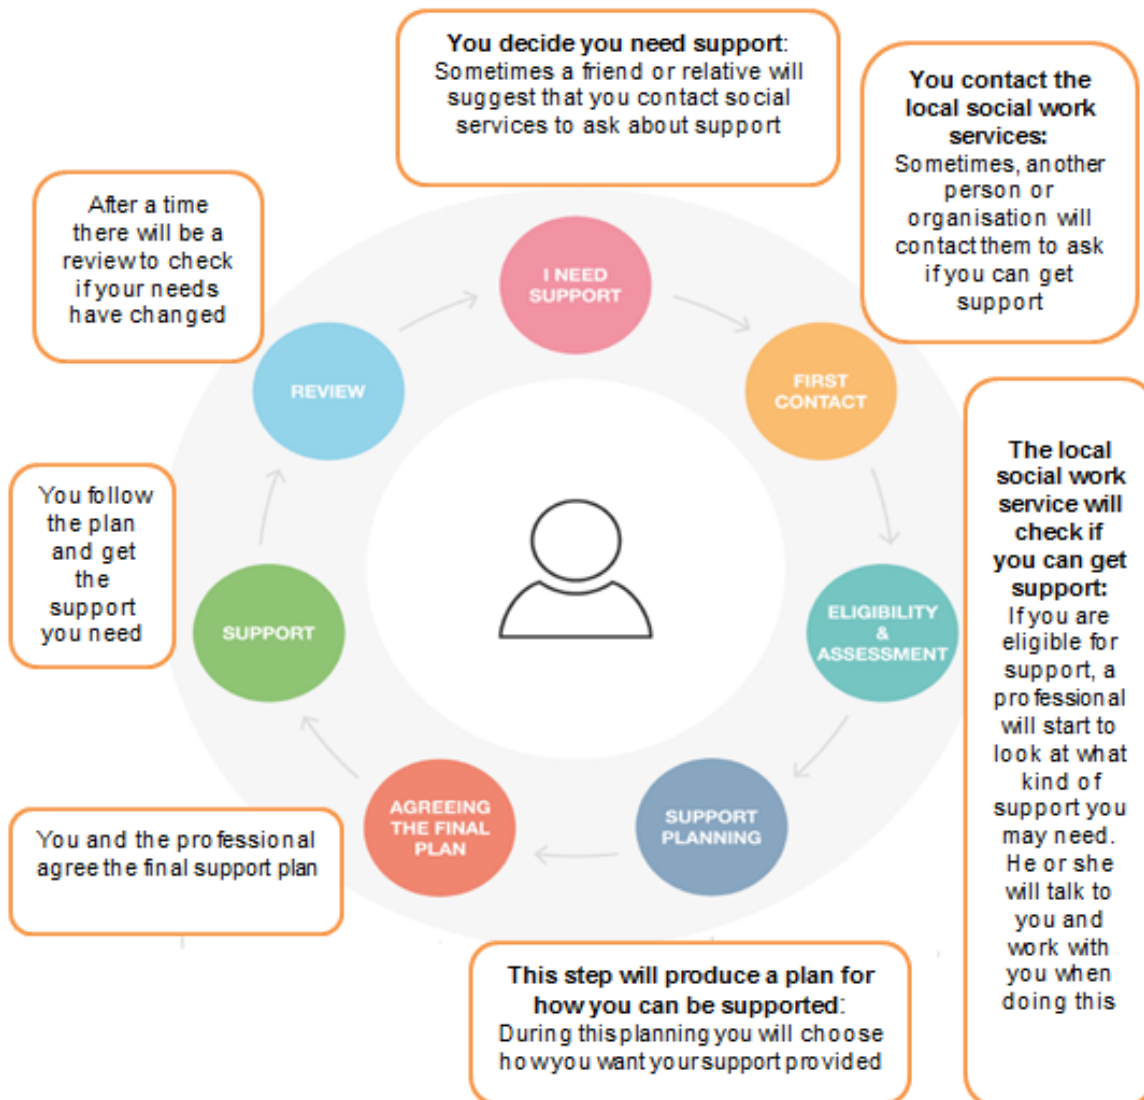 You decide you need support:
Sometimes a friend or relative will
suggest that you contact social
services to ask about support
You contact the
local social work
services:
Sometimes, another
person or
organisation will
contact them to ask
if you can get
support
After a time
there will be a
review to check
if your needs
have changed
I NEED
SUPPORT
REVIEW
FIRST
CONTACT
The local
social work
service will
check if
you can get
support:
If you are
eligible for
support, a
professional
will start to
look at what
kind of
support you
may need.
He or she
will talk to
you and
work with
you when
doing this
You follow
the plan
and get
the
support
you need
SUPPORT
ELIGIBILITY
&
ASSESSMENT
AGREEING
THE FINAL
PLAN
SUPPORT
PLANNING
You and the professional
agree the final support plan
This step will produce a plan for
how you can be supported:
During this planning you will choose
how you want your support provided